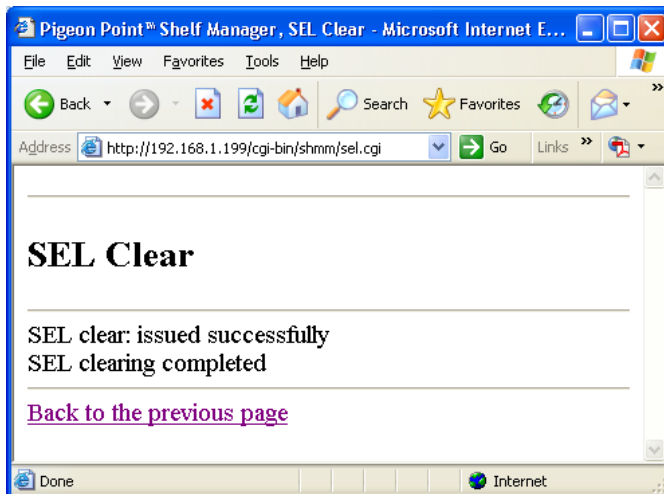 Pigeon Point™ Shelf Manager, SEL Clear - Microsoft Internet E...
File Edit View Favorites Tools Help
Back Search Favorites
Address http://192.168.1.199/cgi-bin/shmm/sel.cgi Go Links
SEL Clear
SEL clear: issued successfully
SEL clearing completed
Back to the previous page
Done Internet